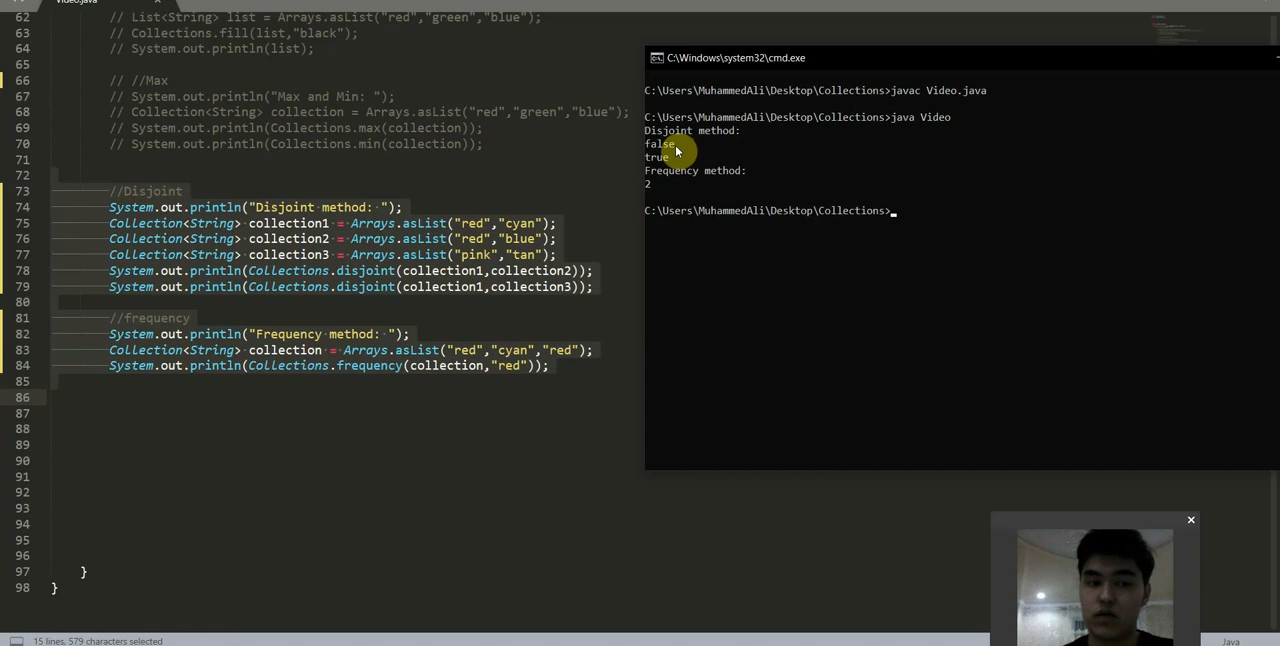 Video.java
62 // List<String> list = Arrays.asList("red","green","blue");
63 // Collections.fill(list,"black");
64 // System.out.println(list);
65
66 // //Max
67 // System.out.println("Max and Min: ");
68 // Collection<String> collection = Arrays.asList("red","green","blue");
69 // System.out.println(Collections.max(collection));
70 // System.out.println(Collections.min(collection));
71
72
73 //Disjoint
74 System.out.println("Disjoint method: ");
75 Collection<String> collection1 = Arrays.asList("red","cyan");
76 Collection<String> collection2 = Arrays.asList("red","blue");
77 Collection<String> collection3 = Arrays.asList("pink","tan");
78 System.out.println(Collections.disjoint(collection1,collection2));
79 System.out.println(Collections.disjoint(collection1,collection3));
80
81 //frequency
82 System.out.println("Frequency method: ");
83 Collection<String> collection = Arrays.asList("red","cyan","red");
84 System.out.println(Collections.frequency(collection,"red"));
85
86
87
88
89
90
91
92
93
94
95
96
97 }
98 }
C:\Windows\system32\cmd.exe
C:\Users\MuhammedAli\Desktop\Collections>javac Video.java
C:\Users\MuhammedAli\Desktop\Collections>java Video
Disjoint method:
false
true
Frequency method:
2
C:\Users\MuhammedAli\Desktop\Collections>
15 lines, 579 characters selected
Java